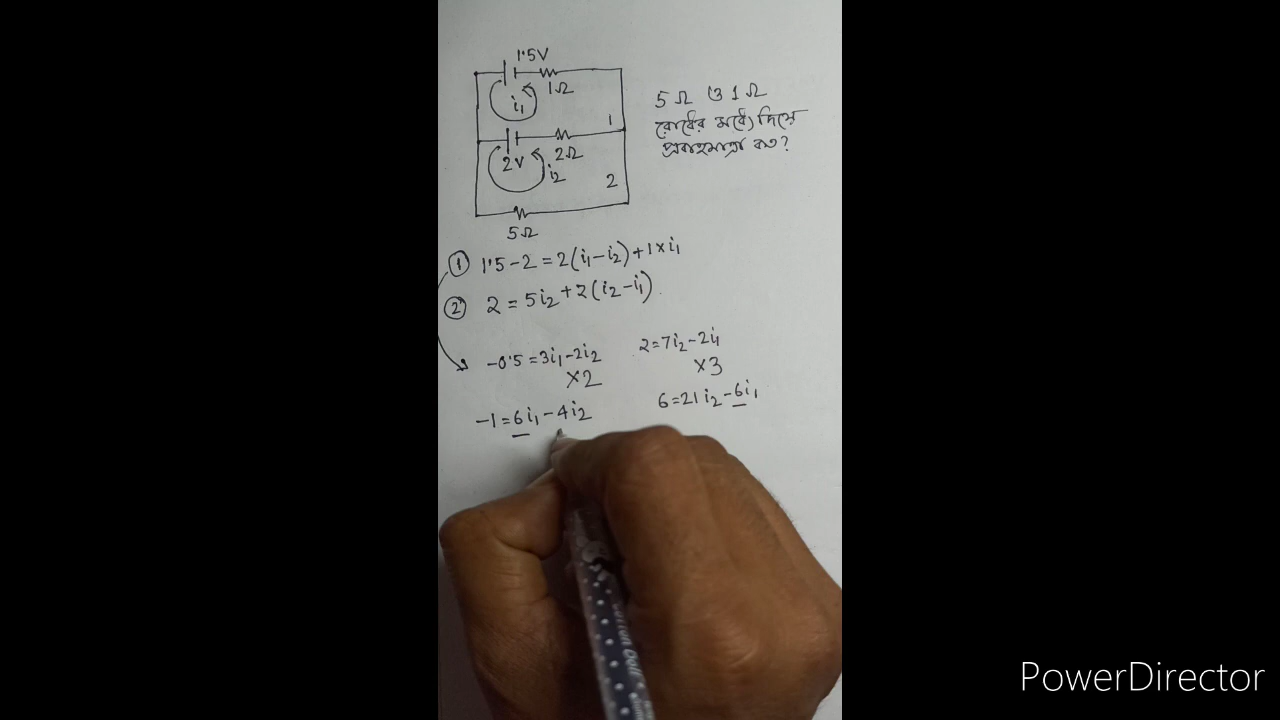 1.5V
1Ω
i₁
1
2V
2Ω
i₂
2
5Ω
5Ω ও 1Ω
রোধের মধ্যে দিয়ে
প্রবাহমাত্রা কত?
① 1.5-2=2(i₁-i₂)+1×i₁
② 2=5i₂+2(i₂-i₁)
-0.5=3i₁-2i₂
×2
2=7i₂-2i₁
×3
-1=6i₁-4i₂
6=21i₂-6i₁
PowerDirector